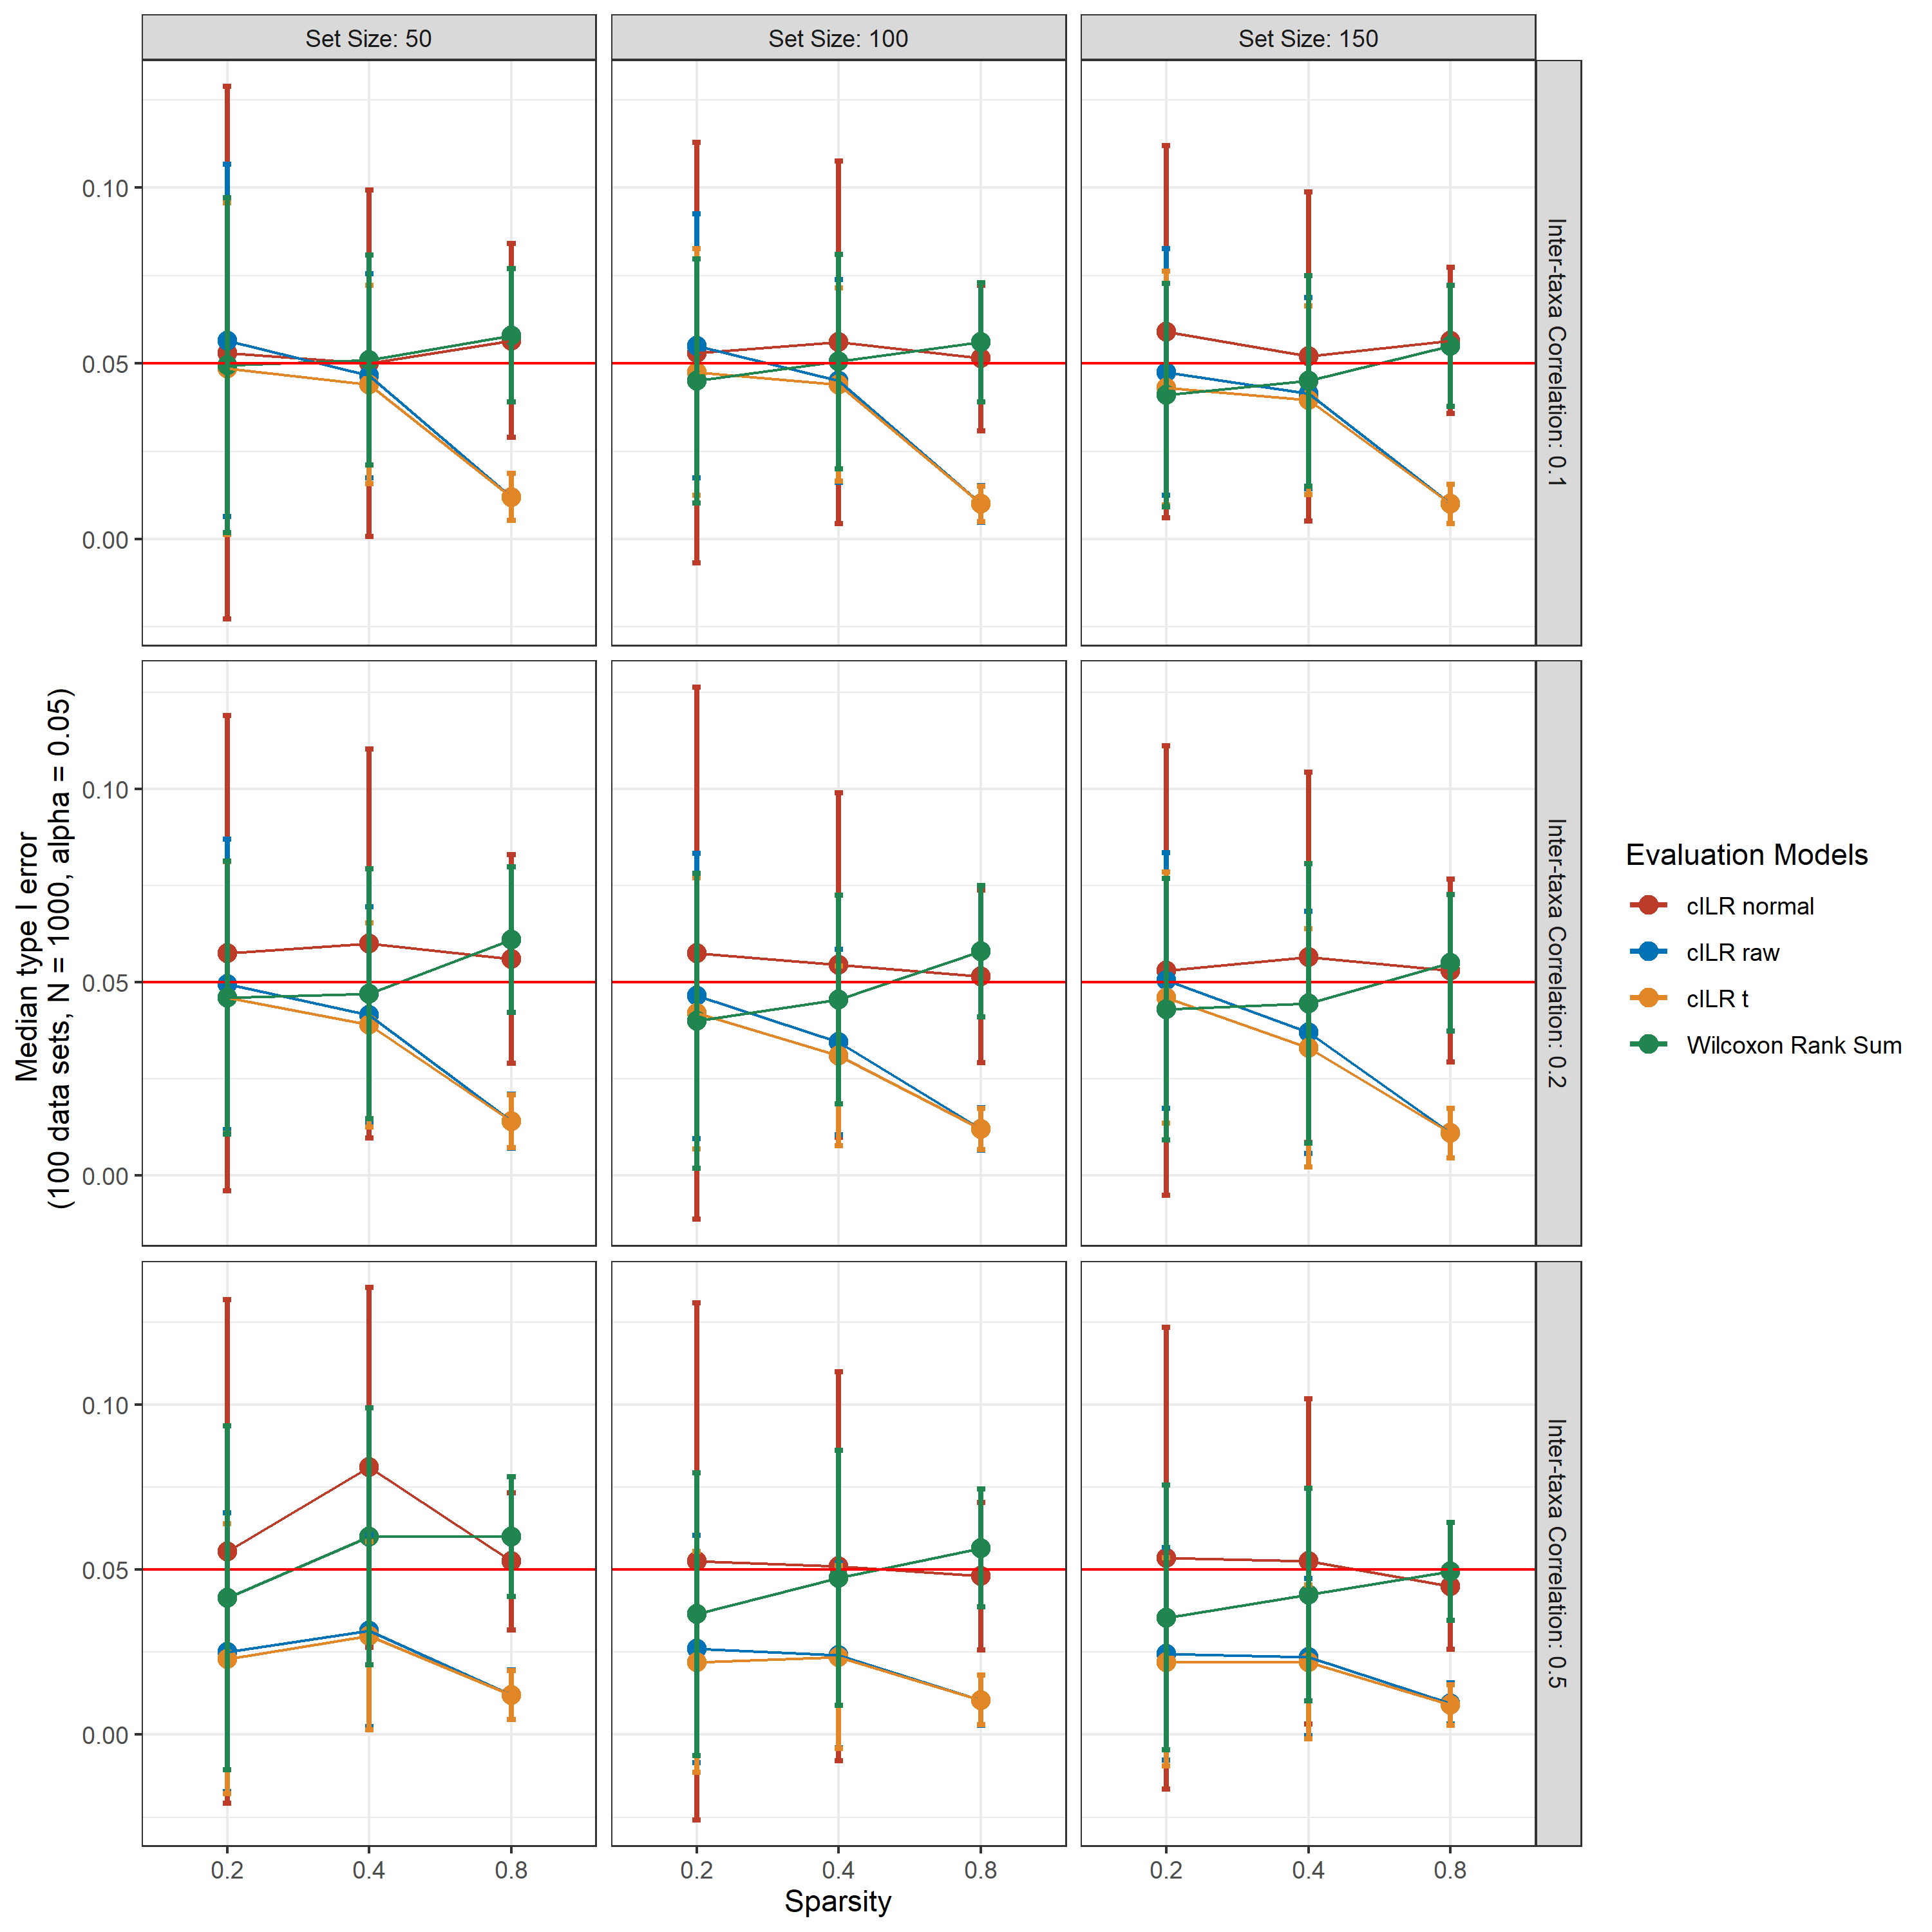 Set Size: 50
Set Size: 100
Set Size: 150
0.10
0.05
0.00
Inter-taxa Correlation: 0.1
0.10
0.05
0.00
Inter-taxa Correlation: 0.2
0.10
0.05
0.00
Inter-taxa Correlation: 0.5
Median type I error
(100 data sets, N = 1000, alpha = 0.05)
0.2
0.4
0.8
0.2
0.4
0.8
0.2
0.4
0.8
Sparsity
Evaluation Models
cILR normal
cILR raw
cILR t
Wilcoxon Rank Sum